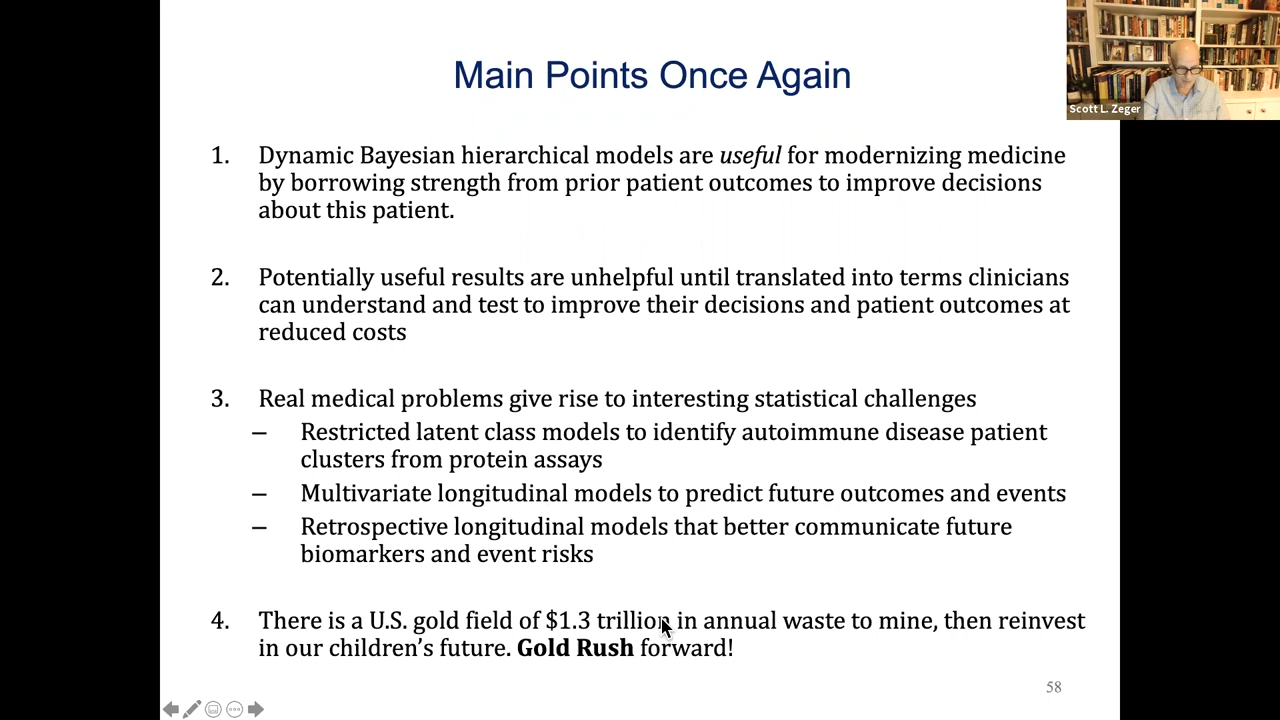 Main Points Once Again
Scott L. Zeger
1. Dynamic Bayesian hierarchical models are useful for modernizing medicine
by borrowing strength from prior patient outcomes to improve decisions
about this patient.
2. Potentially useful results are unhelpful until translated into terms clinicians
can understand and test to improve their decisions and patient outcomes at
reduced costs
3. Real medical problems give rise to interesting statistical challenges
– Restricted latent class models to identify autoimmune disease patient
clusters from protein assays
– Multivariate longitudinal models to predict future outcomes and events
– Retrospective longitudinal models that better communicate future
biomarkers and event risks
4. There is a U.S. gold field of $1.3 trillion in annual waste to mine, then reinvest
in our children’s future. Gold Rush forward!
58